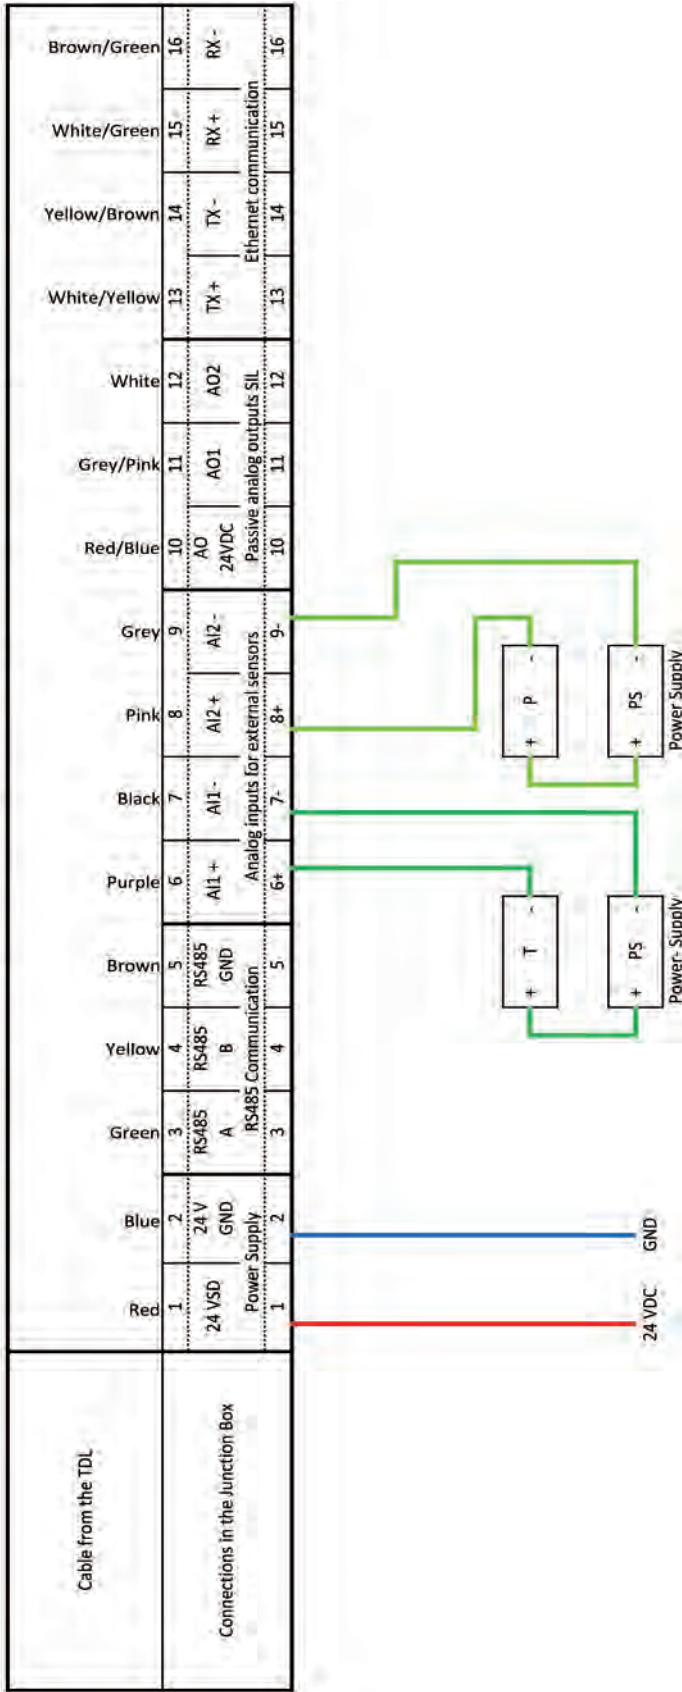 Cable from the TDL
Red
Blue
Green
Yellow
Brown
Purple
Black
Pink
Grey
Red/Blue
Grey/Pink
White
White/Yellow
Yellow/Brown
White/Green
Brown/Green
Connections in the Junction Box
1 2 3 4 5 6 7 8 9 10 11 12 13 14 15 16
24 VSD
24 V
GND
RS485
A
RS485
B
RS485
GND
AI1 +
AI1 -
AI2 +
AI2 -
AO
24VDC
AO1
AO2
TX +
TX -
RX +
RX -
Power Supply
RS485 Communication
Analog inputs for external sensors
Passive analog outputs SIL
Ethernet communication
1 2 3 4 5 6+ 7- 8+ 9- 10 11 12 13 14 15 16
+ T -
+ P -
24 VDC
GND
+ PS -
+ PS -
Power- Supply
Power Supply